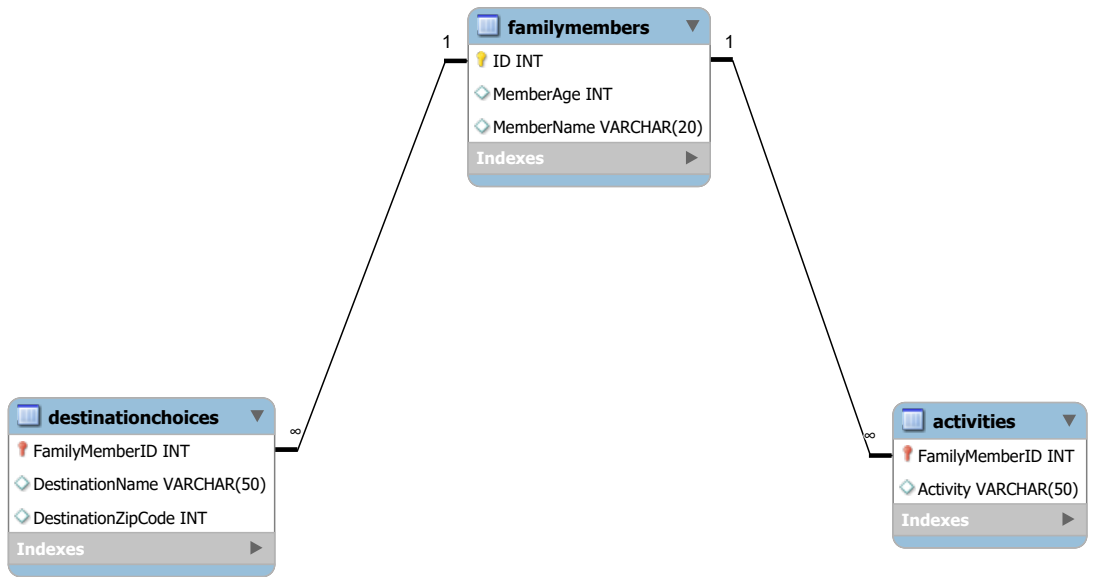 familymembers
1
1
ID INT
MemberAge INT
MemberName VARCHAR(20)
Indexes
destinationchoices
∞
FamilyMemberID INT
DestinationName VARCHAR(50)
DestinationZipCode INT
Indexes
activities
∞
FamilyMemberID INT
Activity VARCHAR(50)
Indexes